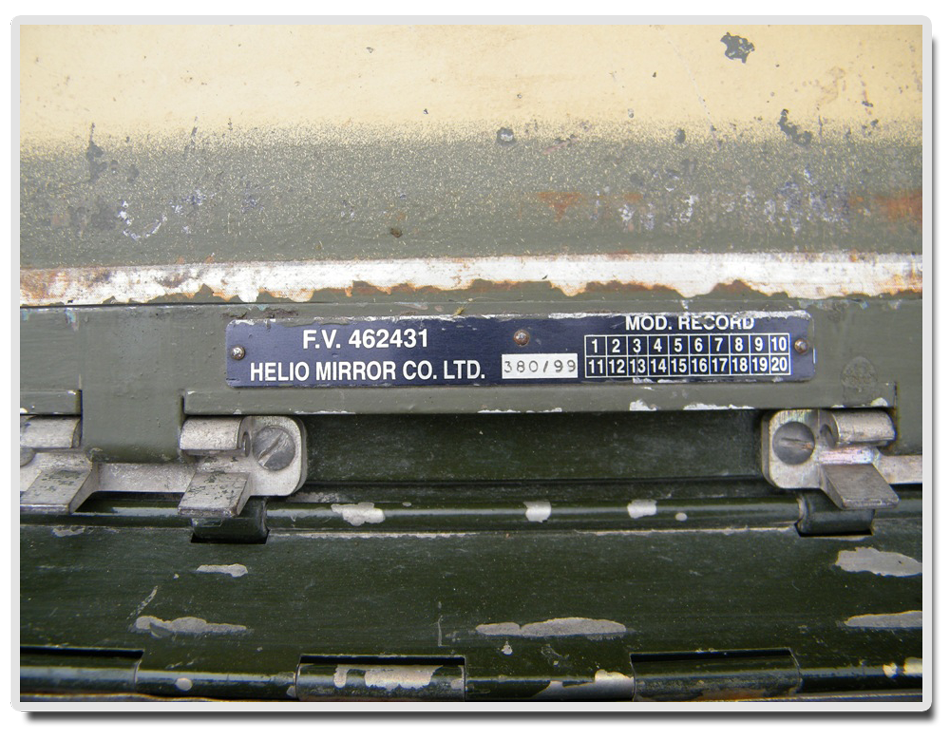 F.V. 462431
HELIO MIRROR CO. LTD. 380/99
MOD. RECORD
1 2 3 4 5 6 7 8 9 10
11 12 13 14 15 16 17 18 19 20